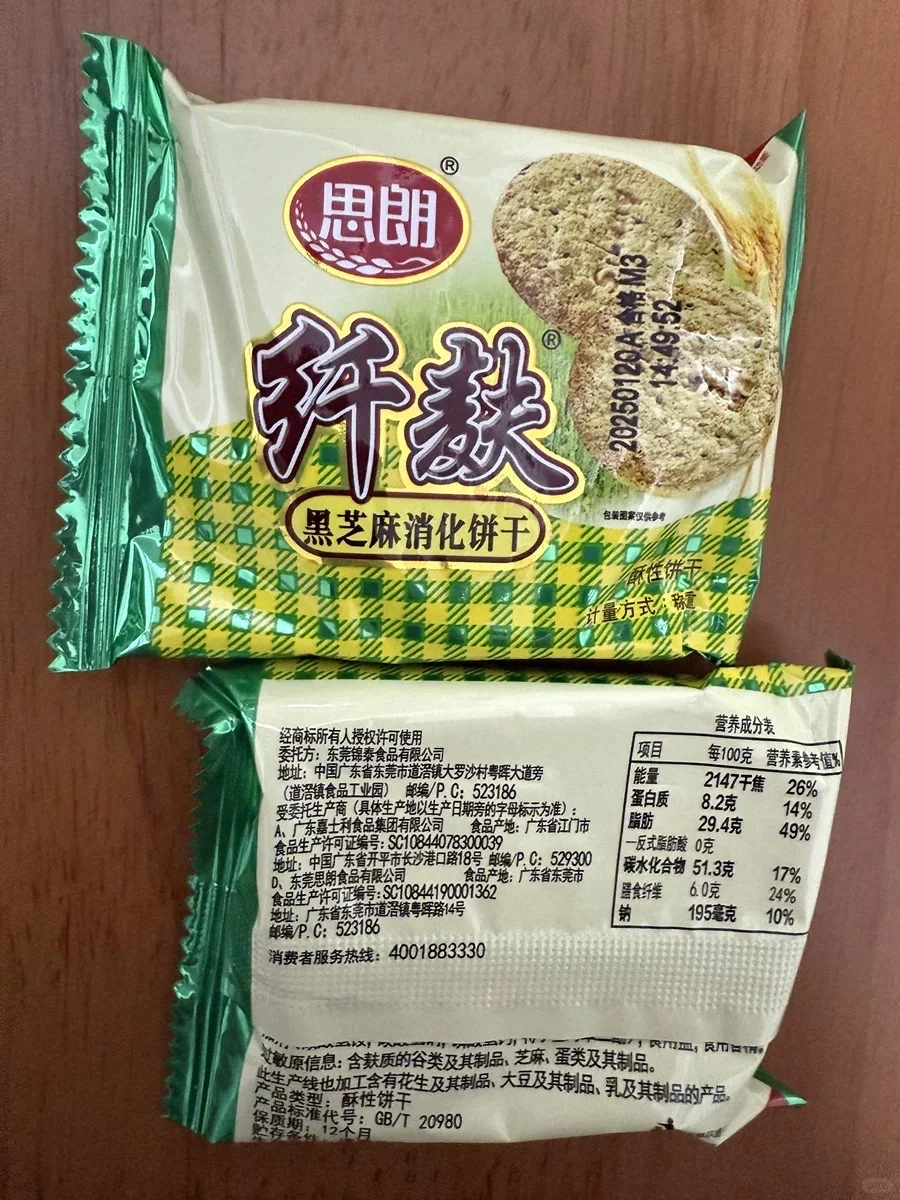 思朗®
纤麸®
黑芝麻消化饼干
20250120A 合格 M3
14:49:52
包装图案仅供参考
酥性饼干
计量方式：称重
经商标所有人授权许可使用
委托方：东莞锦泰食品有限公司
地址：中国广东省东莞市道滘镇大罗沙村粤晖大道旁
（道滘镇食品工业园） 邮编/P.C：523186
受委托生产商（具体生产地以生产日期旁的字母标示为准）：
A、广东嘉士利食品集团有限公司 食品产地：广东省江门市
食品生产许可证编号：SC10844078300039
地址：中国广东省开平市长沙港口路18号 邮编/P.C：529300
D、东莞思朗食品有限公司 食品产地：广东省东莞市
食品生产许可证编号：SC10844190001362
地址：广东省东莞市道滘镇粤晖路14号
邮编/P.C：523186
消费者服务热线：4001883330
营养成分表
项目 每100克 营养素参考值%
能量 2147千焦 26%
蛋白质 8.2克 14%
脂肪 29.4克 49%
—反式脂肪酸 0克
碳水化合物 51.3克 17%
膳食纤维 6.0克 24%
钠 195毫克 10%
过敏原信息：含麸质的谷类及其制品、芝麻、蛋类及其制品。
此生产线也加工含有花生及其制品、大豆及其制品、乳及其制品的产品。
产品类型：酥性饼干
产品标准代号：GB/T 20980
保质期：12个月